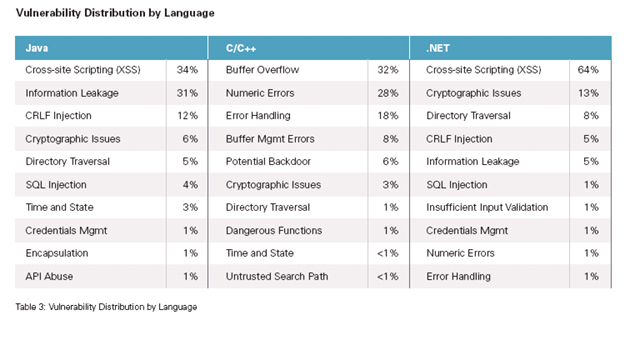 Vulnerability Distribution by Language
Java C/C++ .NET
Cross-site Scripting (XSS) 34% Buffer Overflow 32% Cross-site Scripting (XSS) 64%
Information Leakage 31% Numeric Errors 28% Cryptographic Issues 13%
CRLF Injection 12% Error Handling 18% Directory Traversal 8%
Cryptographic Issues 6% Buffer Mgmt Errors 8% CRLF Injection 5%
Directory Traversal 5% Potential Backdoor 6% Information Leakage 5%
SQL Injection 4% Cryptographic Issues 3% SQL Injection 1%
Time and State 3% Directory Traversal 1% Insufficient Input Validation 1%
Credentials Mgmt 1% Dangerous Functions 1% Credentials Mgmt 1%
Encapsulation 1% Time and State <1% Numeric Errors 1%
API Abuse 1% Untrusted Search Path <1% Error Handling 1%
Table 3: Vulnerability Distribution by Language